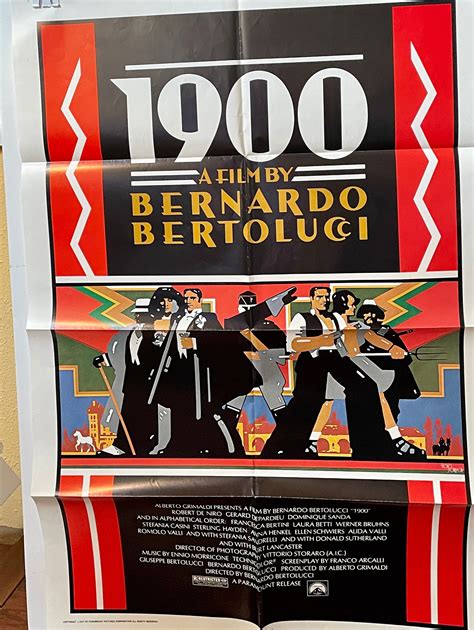 1900
A FILM BY
BERNARDO
BERTOLUCCI
ALBERTO GRIMALDI PRESENTS A FILM BY BERNARDO BERTOLUCCI "1900"
ROBERT DE NIRO GERARD DEPARDIEU DOMINIQUE SANDA
AND IN ALPHABETICAL ORDER: BERTINI LAURA BETTI WERNER BRUHNS
STEFANIA CASINI STERLING HAYDEN ANNA HENKEL ELLEN SCHWIERS ALIDA VALLI
ROMOLO VALLI AND WITH STEFANIA AND WITH DONALD SUTHERLAND
AND WITH LANCASTER
DIRECTOR OF PHOTOGRAPHY VITTORIO STORARO (A.I.C.)
MUSIC BY ENNIO MORRICONE SCREENPLAY BY FRANCO ARCALLI
GIUSEPPE BERTOLUCCI BERNARDO BERTOLUCCI PRODUCED BY ALBERTO GRIMALDI
DIRECTED BY BERNARDO BERTOLUCCI
R RESTRICTED
A PARAMOUNT RELEASE